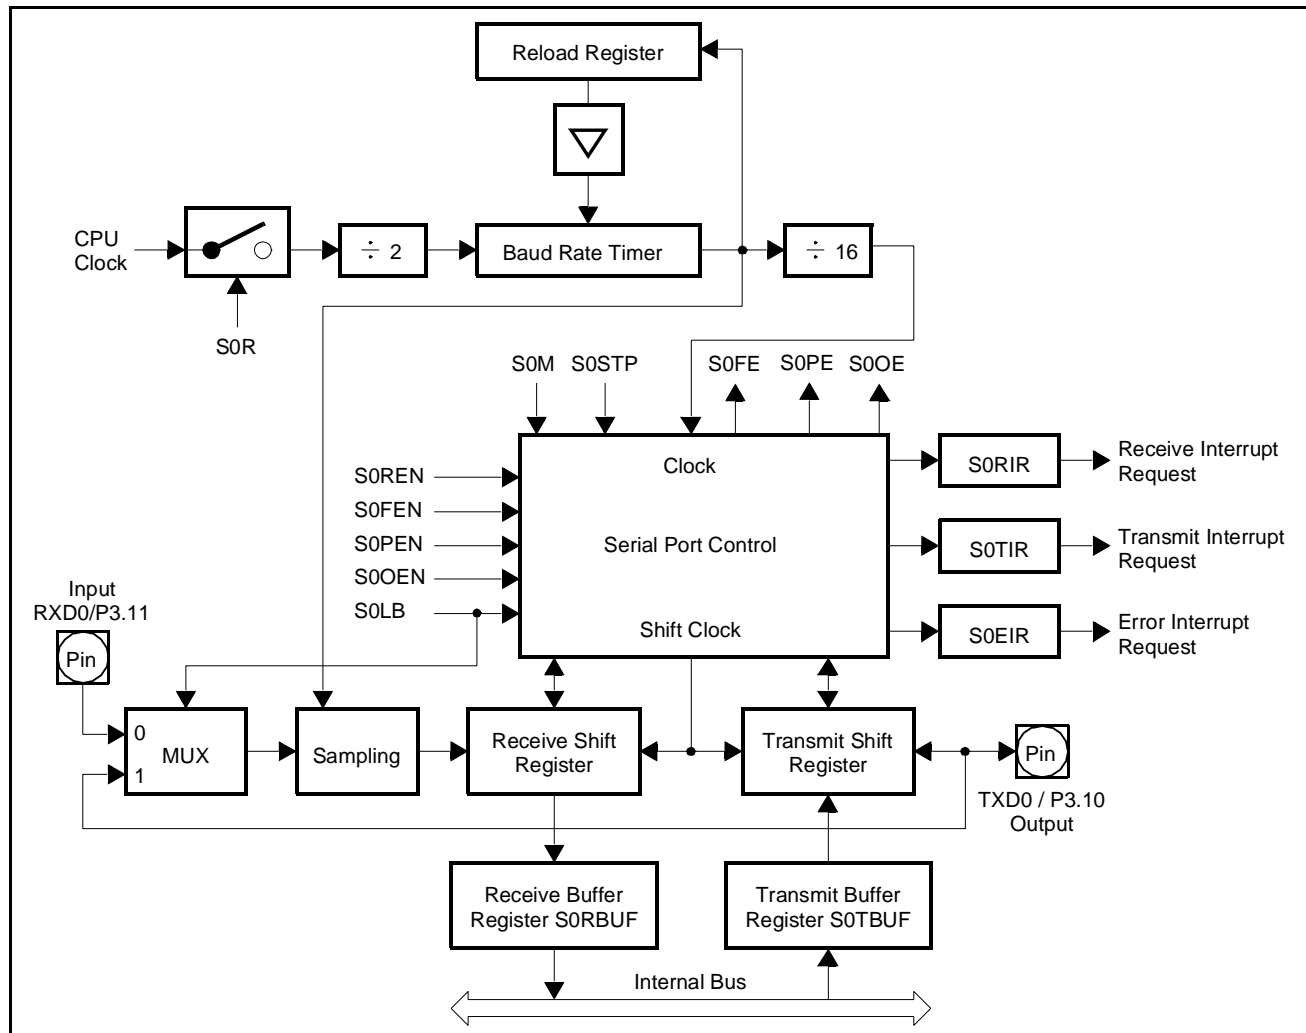 Reload Register
CPU
Clock
÷ 2
Baud Rate Timer
÷ 16
S0R
S0M
S0STP
S0FE
S0PE
S0OE
Clock
S0RIR
Receive Interrupt
Request
S0REN
S0FEN
S0PEN
S0OEN
S0LB
Serial Port Control
S0TIR
Transmit Interrupt
Request
Shift Clock
S0EIR
Error Interrupt
Request
Input
RXD0/P3.11
Pin
0
MUX
1
Sampling
Receive Shift
Register
Transmit Shift
Register
Pin
TXD0 / P3.10
Output
Receive Buffer
Register S0RBUF
Transmit Buffer
Register S0TBUF
Internal Bus